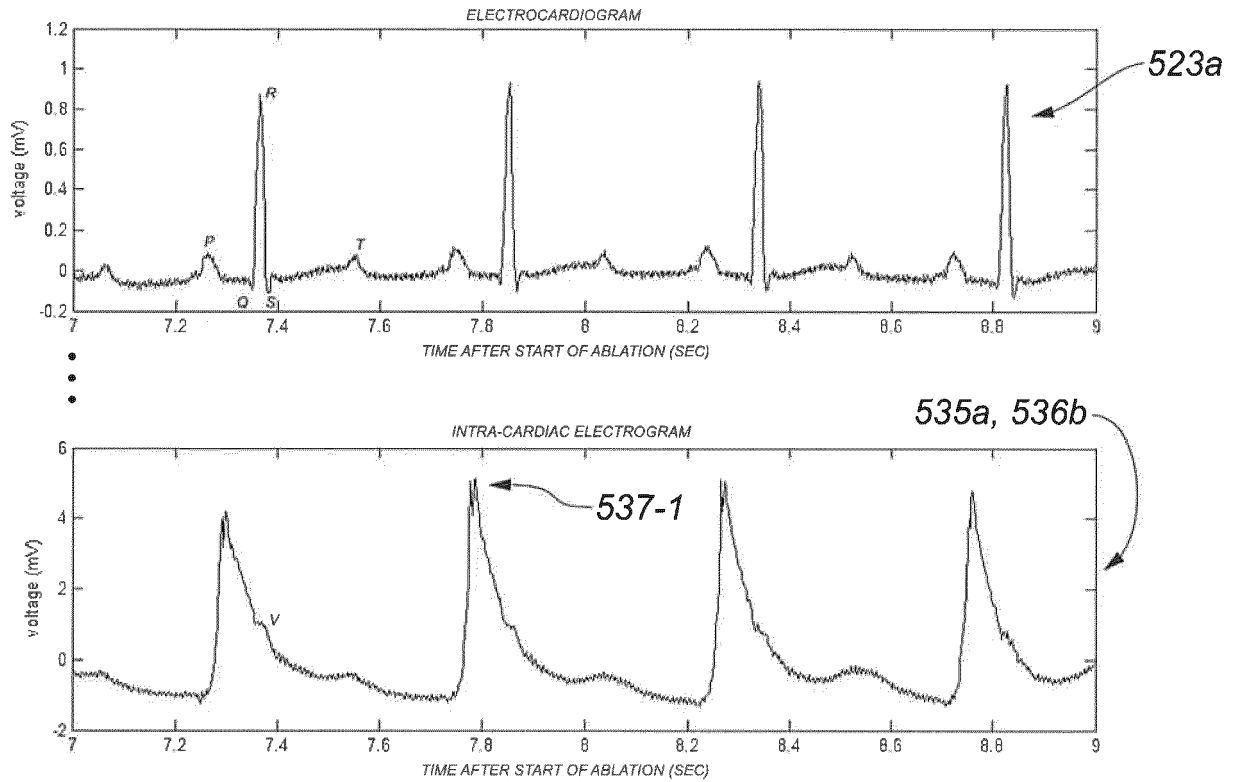 ELECTROCARDIOGRAM
1.2
1
0.8
0.6
0.4
0.2
0
-0.2
voltage (mV)
R
P
T
Q
S
523a
7 7.2 7.4 7.6 7.8 8 8.2 8.4 8.6 8.8 9
TIME AFTER START OF ABLATION (SEC)
535a, 536b
INTRA-CARDIAC ELECTROGRAM
6
4
2
0
-2
voltage (mV)
537-1
V
7 7.2 7.4 7.6 7.8 8 8.2 8.4 8.6 8.8 9
TIME AFTER START OF ABLATION (SEC)